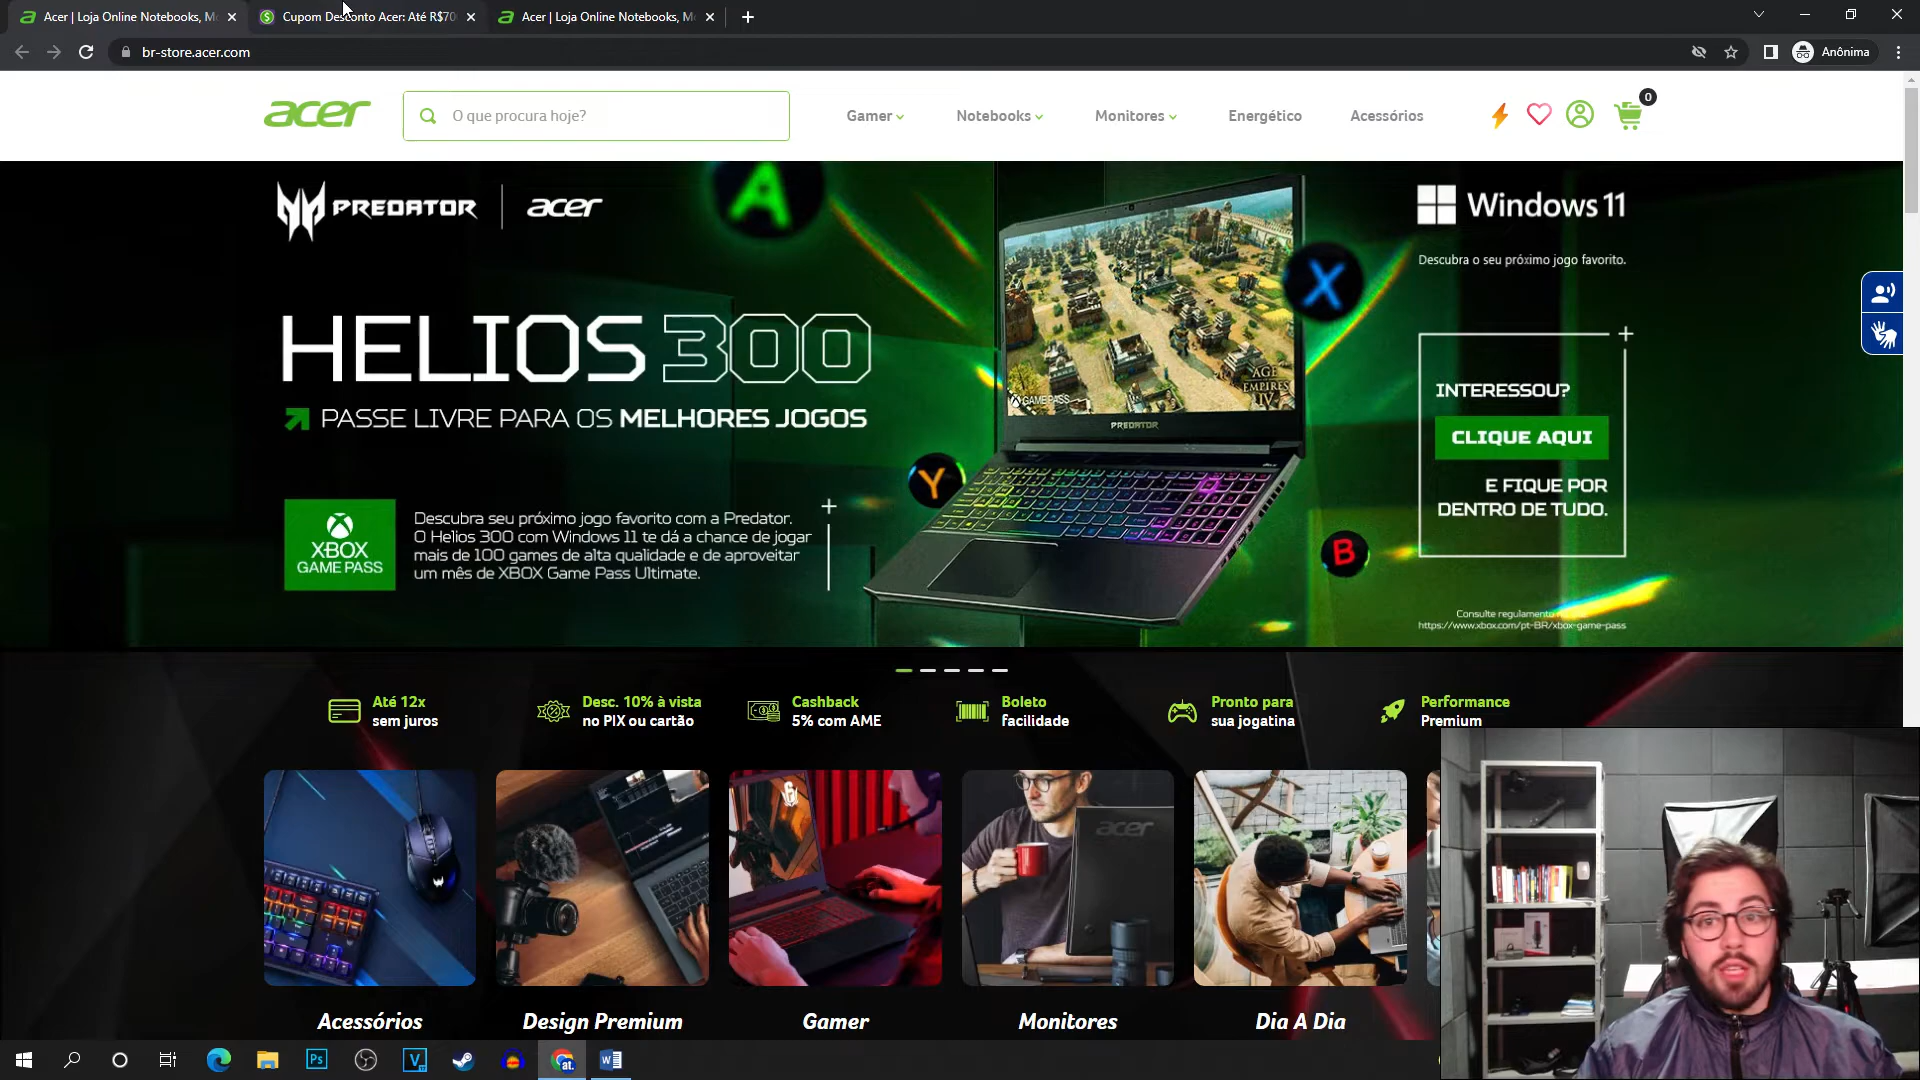 Acer | Loja Online Notebooks, Mo
Cupom Desconto Acer: Até R$70
Acer | Loja Online Notebooks, M
br-store.acer.com
Anônima
acer
O que procura hoje?
Gamer
Notebooks
Monitores
Energético
Acessórios
0
PREDATOR
acer
A
Windows 11
Descubra o seu próximo jogo favorito.
X
HELIOS 300
PASSE LIVRE PARA OS MELHORES JOGOS
AGE
EMPIRES
IV
GAME PASS
PREDATOR
INTERESSOU?
CLIQUE AQUI
E FIQUE POR
DENTRO DE TUDO.
Y
B
XBOX
GAME PASS
Descubra seu próximo jogo favorito com a Predator.
O Helios 300 com Windows 11 te dá a chance de jogar
mais de 100 games de alta qualidade e de aproveitar
um mês de XBOX Game Pass Ultimate.
Consulte regulamento
https://www.xbox.com/pt-BR/xbox-game-pass
Até 12x
sem juros
Desc. 10% à vista
no PIX ou cartão
Cashback
5% com AME
Boleto
facilidade
Pronto para
sua jogatina
Performance
Premium
acer
Acessórios
Design Premium
Gamer
Monitores
Dia A Dia
Ps
V
at.
W